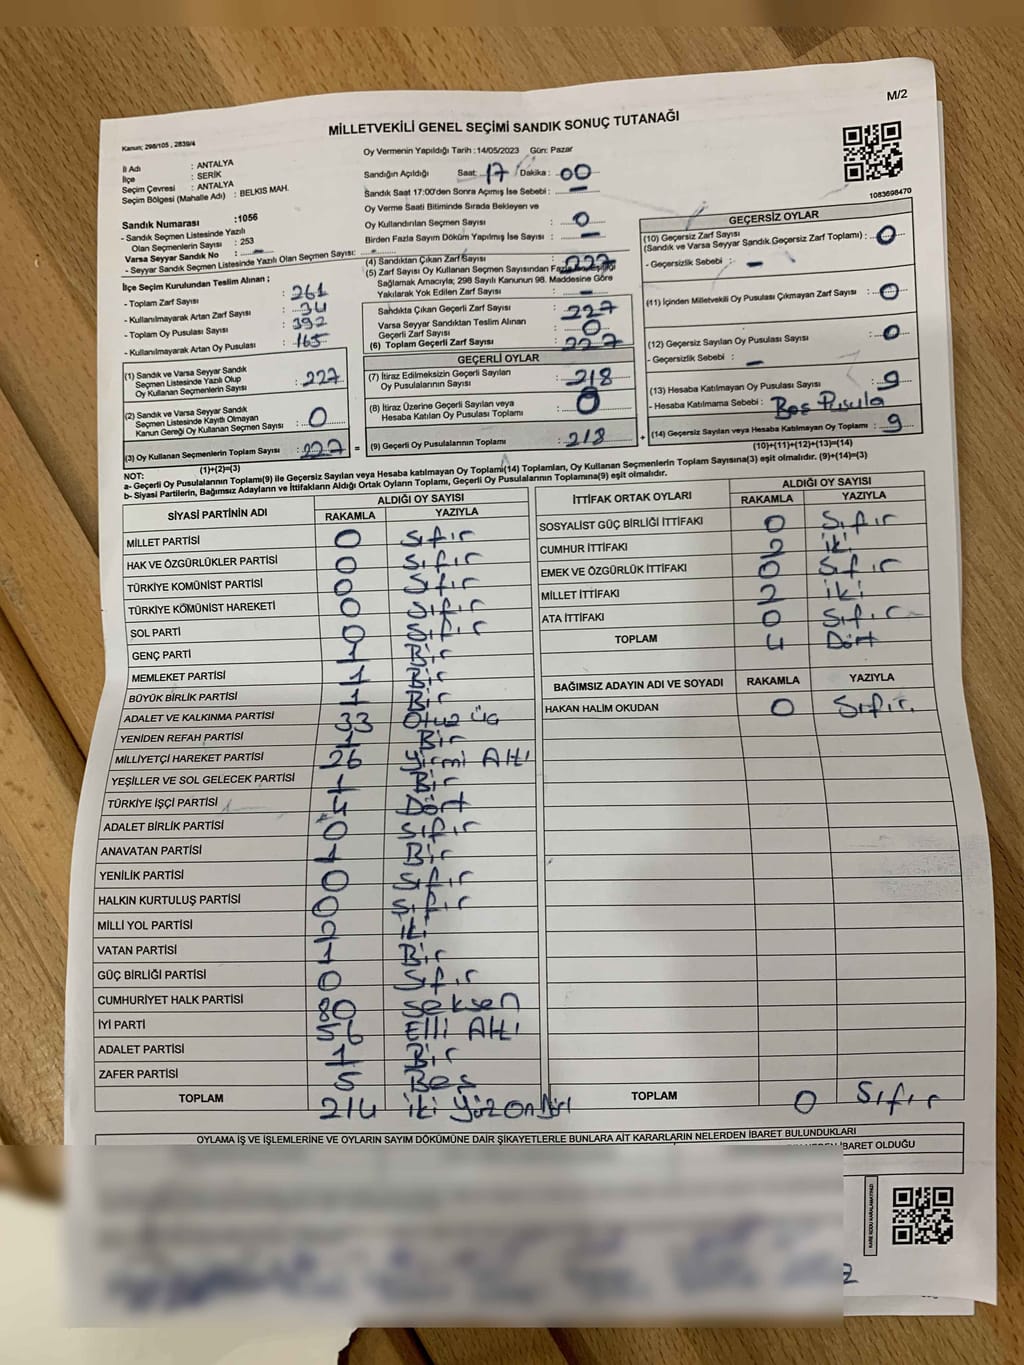 M/2
MİLLETVEKİLİ GENEL SEÇİMİ SANDIK SONUÇ TUTANAĞI
Kanun; 298/105 , 2839/4
İl Adı : ANTALYA
İlçe : SERİK
Seçim Çevresi : ANTALYA
Seçim Bölgesi (Mahalle Adı) : BELKIS MAH.
Sandık Numarası :1056
- Sandık Seçmen Listesinde Yazılı
Olan Seçmenlerin Sayısı : 253
Varsa Seyyar Sandık No : -
- Seyyar Sandık Seçmen Listesinde Yazılı Olan Seçmen Sayısı:
İlçe Seçim Kurulundan Teslim Alınan ;
- Toplam Zarf Sayısı : 261
- Kullanılmayarak Artan Zarf Sayısı : 34
- Toplam Oy Pusulası Sayısı : 392
- Kullanılmayarak Artan Oy Pusulası : 165
(1) Sandık ve Varsa Seyyar Sandık
Seçmen Listesinde Yazılı Olup
Oy Kullanan Seçmenlerin Sayısı : 227
(2) Sandık ve Varsa Seyyar Sandık
Seçmen Listesinde Kayıtlı Olmayan
Kanun Gereği Oy Kullanan Seçmen Sayısı : 0
(3) Oy Kullanan Seçmenlerin Toplam Sayısı : 227
(1)+(2)=(3)
Oy Vermenin Yapıldığı Tarih :14/05/2023 Gün: Pazar
Sandığın Açıldığı Saat: 17 Dakika : 00
Sandık Saat 17:00'den Sonra Açımış İse Sebebi : -
Oy Verme Saati Bitiminde Sırada Bekleyen ve
Oy Kullandırılan Seçmen Sayısı : 0
Birden Fazla Sayım Döküm Yapılmış İse Sayısı : -
(4) Sandıktan Çıkan Zarf Sayısı : 227
(5) Zarf Sayısı Oy Kullanan Seçmen Sayısından Fazla
Sağlamak Amacıyla; 298 Sayılı Kanunun 98. Maddesine Göre
Yakılarak Yok Edilen Zarf Sayısı : -
Sandıkta Çıkan Geçerli Zarf Sayısı : 227
Varsa Seyyar Sandıktan Teslim Alınan
Geçerli Zarf Sayısı : 0
(6) Toplam Geçerli Zarf Sayısı : 227
GEÇERLİ OYLAR
(7) İtiraz Edilmeksizin Geçerli Sayılan
Oy Pusulalarının Sayısı : 218
(8) İtiraz Üzerine Geçerli Sayılan veya
Hesaba Katılan Oy Pusulası Toplamı : 0
= (9) Geçerli Oy Pusulalarının Toplamı : 218
1083698470
GEÇERSİZ OYLAR
(10) Geçersiz Zarf Sayısı
(Sandık ve Varsa Seyyar Sandık Geçersiz Zarf Toplamı) : 0
- Geçersizlik Sebebi : -
(11) İçinden Milletvekili Oy Pusulası Çıkmayan Zarf Sayısı : 0
(12) Geçersiz Sayılan Oy Pusulası Sayısı : 0
- Geçersizlik Sebebi : -
(13) Hesaba Katılmayan Oy Pusulası Sayısı : 9
- Hesaba Katılmama Sebebi : Boş Pusula
+ (14) Geçersiz Sayılan veya Hesaba Katılmayan Oy Toplamı : 9
(10)+(11)+(12)+(13)=(14)
NOT:
a- Geçerli Oy Pusulalarının Toplamı(9) ile Geçersiz Sayılan veya Hesaba katılmayan Oy Toplamı(14) Toplamları, Oy Kullanan Seçmenlerin Toplam Sayısına(3) eşit olmalıdır. (9)+(14)=(3)
b- Siyasi Partilerin, Bağımsız Adayların ve İttifakların Aldığı Ortak Oyların Toplamı, Geçerli Oy Pusulalarının Toplamına(9) eşit olmalıdır.
SİYASİ PARTİNİN ADI ALDIĞI OY SAYISI
RAKAMLA YAZIYLA
MİLLET PARTİSİ 0 Sıfır
HAK VE ÖZGÜRLÜKLER PARTİSİ 0 Sıfır
TÜRKİYE KOMÜNİST PARTİSİ 0 Sıfır
TÜRKİYE KOMÜNİST HAREKETİ 0 Sıfır
SOL PARTİ 0 Sıfır
GENÇ PARTİ 1 Bir
MEMLEKET PARTİSİ 1 Bir
BÜYÜK BİRLİK PARTİSİ 1 Bir
ADALET VE KALKINMA PARTİSİ 33 Otuz Üç
YENİDEN REFAH PARTİSİ 1 Bir
MİLLİYETÇİ HAREKET PARTİSİ 26 Yirmi Altı
YEŞİLLER VE SOL GELECEK PARTİSİ 1 Bir
TÜRKİYE İŞÇİ PARTİSİ 4 Dört
ADALET BİRLİK PARTİSİ 0 Sıfır
ANAVATAN PARTİSİ 1 Bir
YENİLİK PARTİSİ 0 Sıfır
HALKIN KURTULUŞ PARTİSİ 0 Sıfır
MİLLİ YOL PARTİSİ 2 İki
VATAN PARTİSİ 1 Bir
GÜÇ BİRLİĞİ PARTİSİ 0 Sıfır
CUMHURİYET HALK PARTİSİ 80 Seksen
İYİ PARTİ 56 Elli Altı
ADALET PARTİSİ 1 Bir
ZAFER PARTİSİ 5 Beş
TOPLAM 214 İki Yüz On Dört
İTTİFAK ORTAK OYLARI ALDIĞI OY SAYISI
RAKAMLA YAZIYLA
SOSYALİST GÜÇ BİRLİĞİ İTTİFAKI 0 Sıfır
CUMHUR İTTİFAKI 2 İki
EMEK VE ÖZGÜRLÜK İTTİFAKI 0 Sıfır
MİLLET İTTİFAKI 2 İki
ATA İTTİFAKI 0 Sıfır
TOPLAM 4 Dört
BAĞIMSIZ ADAYIN ADI VE SOYADI RAKAMLA YAZIYLA
HAKAN HALİM OKUDAN 0 Sıfır.
TOPLAM 0 Sıfır
OYLAMA İŞ VE İŞLEMLERİNE VE OYLARIN SAYIM DÖKÜMÜNE DAİR ŞİKAYETLERLE BUNLARA AİT KARARLARIN NELERDEN İBARET BULUNDUKLARI
İBARET OLDUĞU
KARE KODU KARALAMAYINIZ!